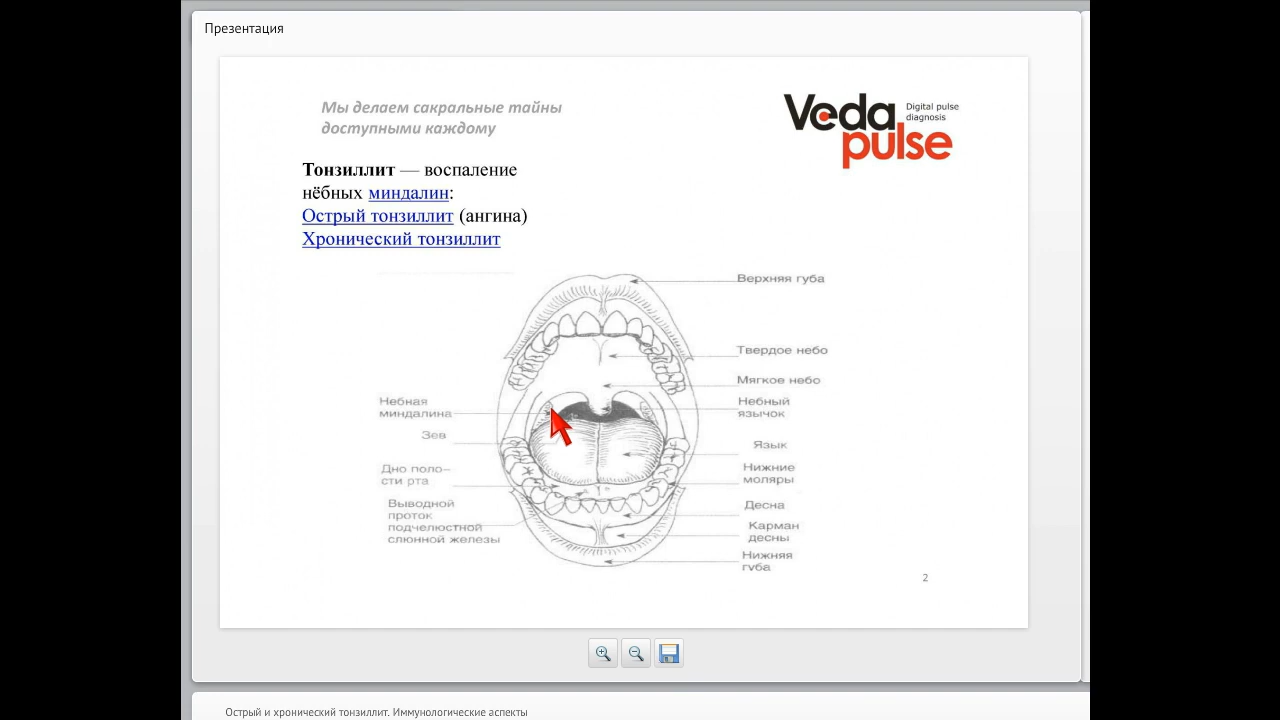 Презентация
Мы делаем сакральные тайны
доступными каждому
Veda
pulse
Digital pulse
diagnosis
Тонзиллит — воспаление
нёбных миндалин:
Острый тонзиллит (ангина)
Хронический тонзиллит
Верхняя губа
Твердое небо
Мягкое небо
Небный
язычок
Язык
Нижние
моляры
Десна
Карман
десны
Нижняя
губа
Небная
миндалина
Зев
Дно поло-
сти рта
Выводной
проток
подчелюстной
слюнной железы
2
Острый и хронический тонзиллит. Иммунологические аспекты